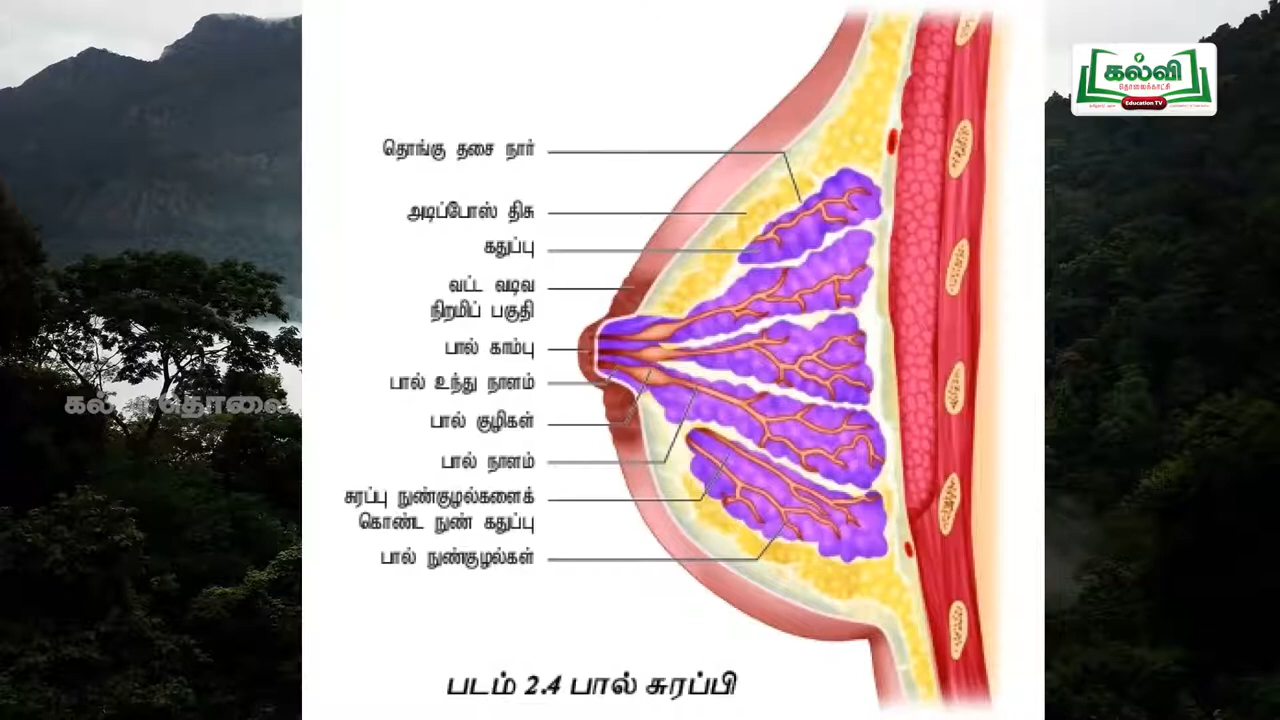 கல்வி
தொலைக்காட்சி
Education TV
தொங்கு தசை நார்
அடிப்போஸ் திசு
கதுப்பு
வட்ட வடிவ
நிறமிப் பகுதி
பால் காம்பு
பால் உந்து நாளம்
கல்வி தொலை
பால் குழிகள்
பால் நாளம்
சுரப்பு நுண்குழல்களைக்
கொண்ட நுண் கதுப்பு
பால் நுண்குழல்கள்
படம் 2.4 பால் சுரப்பி